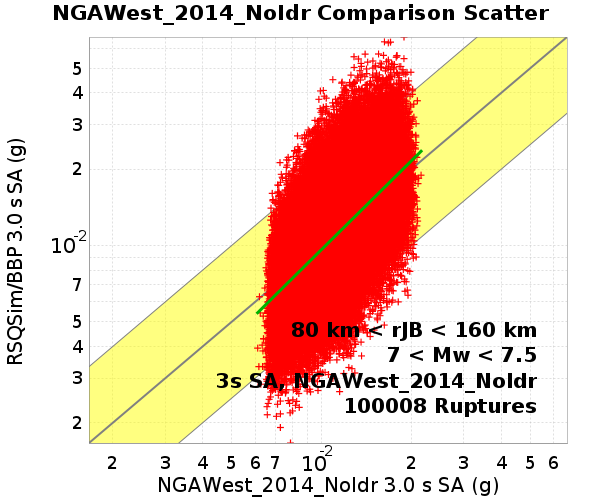 NGAWest_2014_NoIdr Comparison Scatter
RSQSim/BBP 3.0 s SA (g)
5
4
3
2
10-2
7
5
4
3
2
80 km < rJB < 160 km
7 < Mw < 7.5
3s SA, NGAWest_2014_NoIdr
100008 Ruptures
2 3 4 5 6 7 10-2 2 3 4 5 6
NGAWest_2014_NoIdr 3.0 s SA (g)